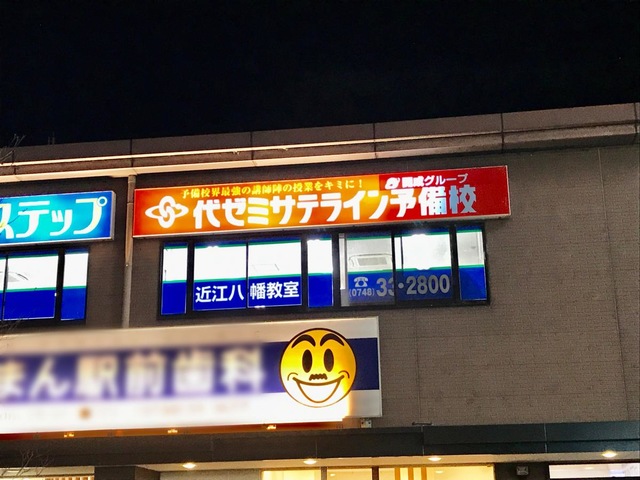 予備校界最強の講師陣の授業をキミに!
開成グループ
ステップ
代ゼミサテライン予備校
近江八幡教室
☎(0748)33・2800
まん駅前歯科